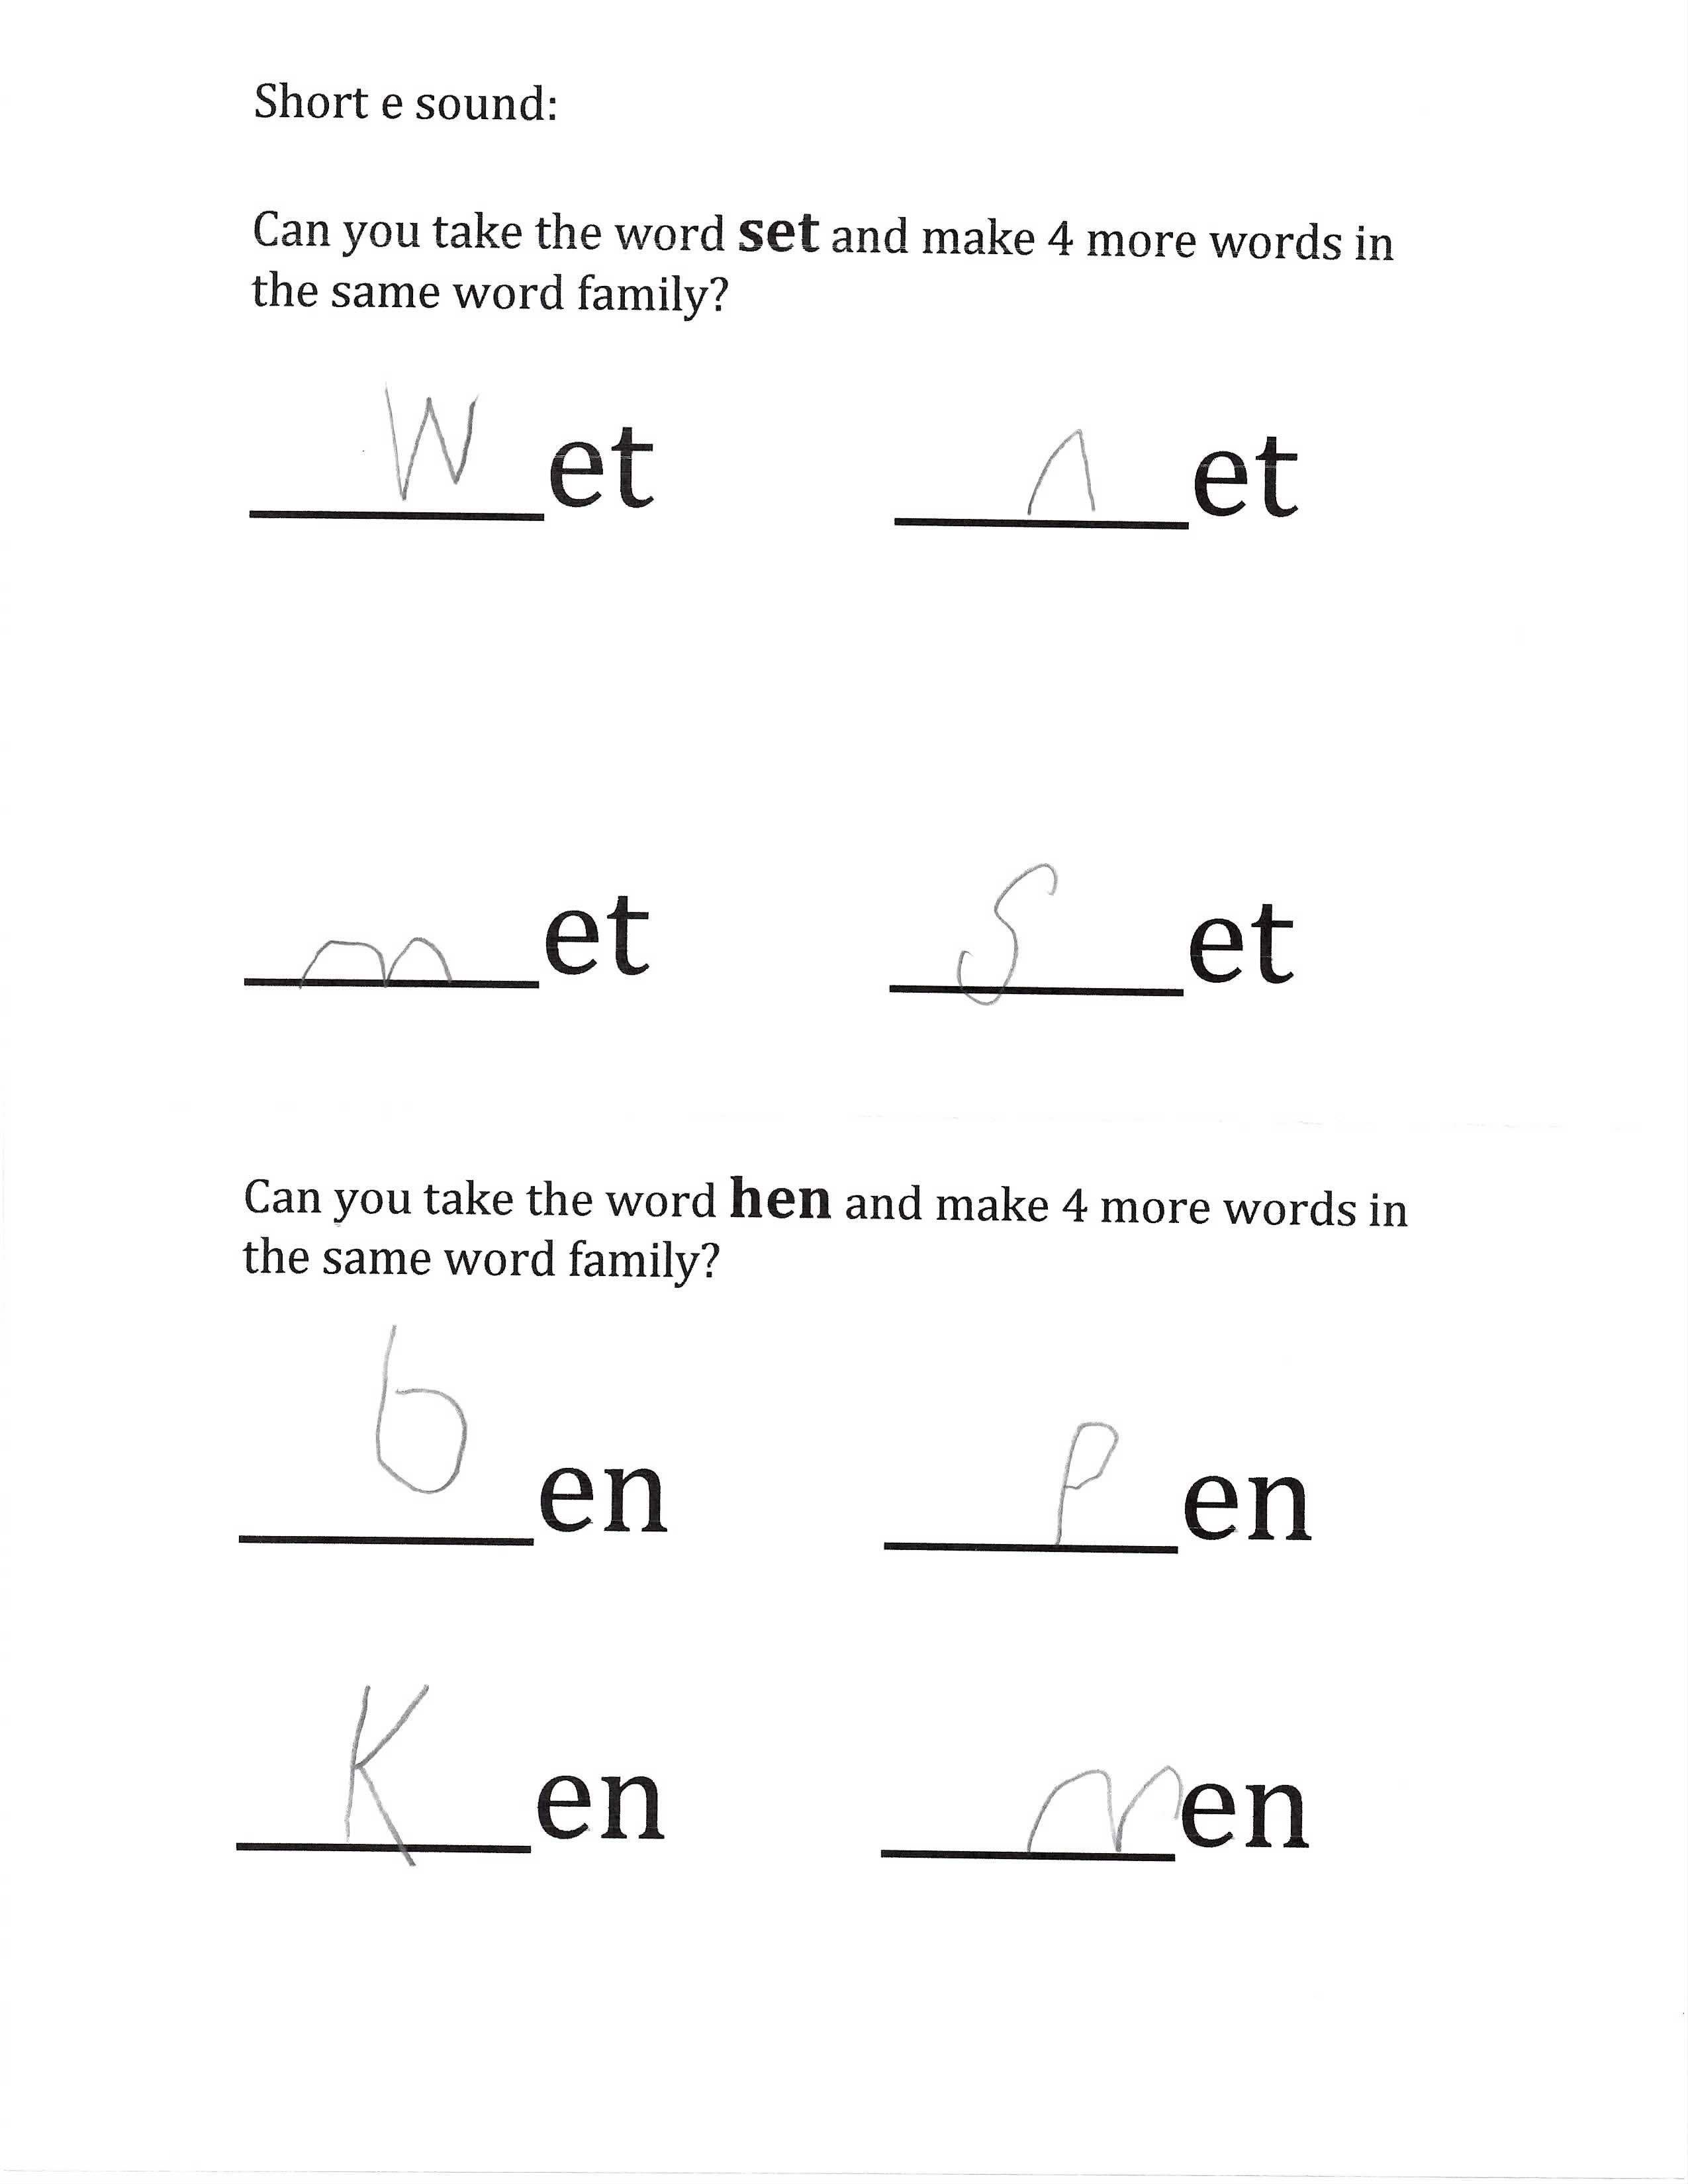 Short e sound:
Can you take the word set and make 4 more words in
the same word family?
Wet net
met Set
Can you take the word hen and make 4 more words in
the same word family?
ben Pen
Ken men